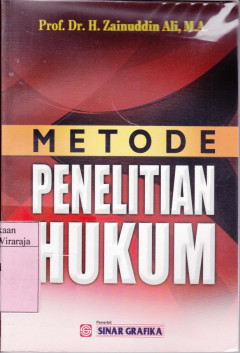 Prof. Dr. H. Zainuddin Ali, M.A.
METODE
PENELITIAN
HUKUM
kaan
Wiraraja
Penerbit
SINAR GRAFIKA